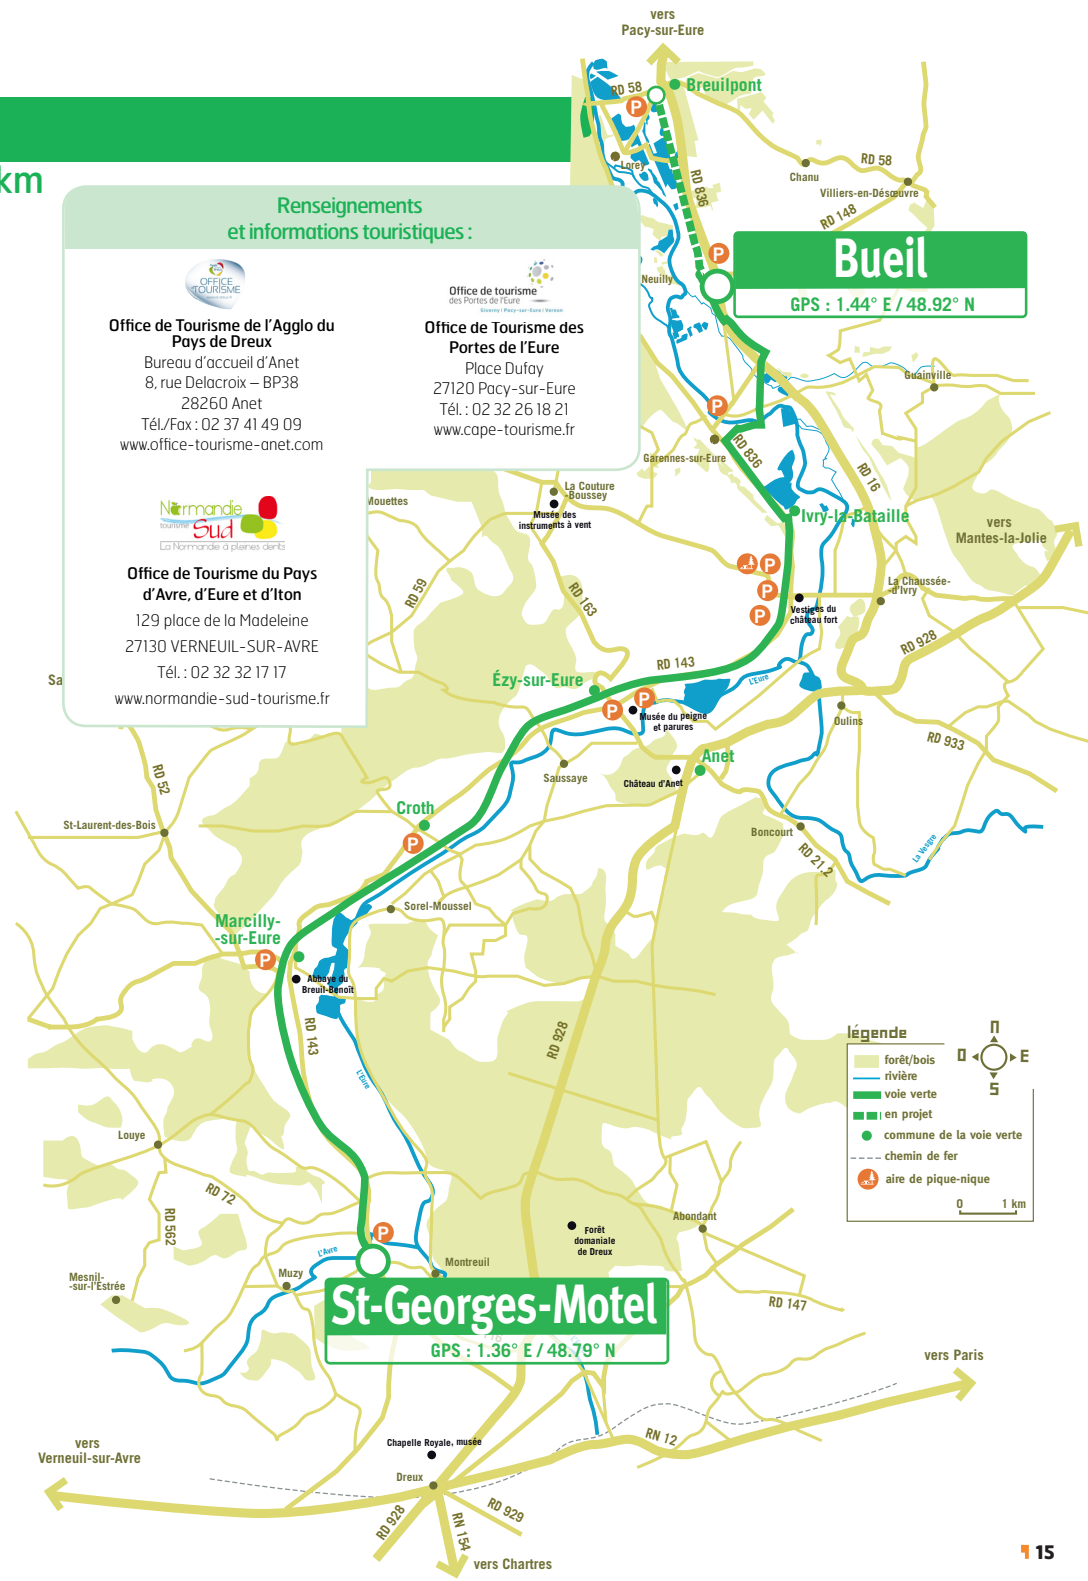 vers
Pacy-sur-Eure
RD 58
P
Breuilpont
Lorey
Chanu
RD 58
Villiers-en-Désœuvre
RD 148
RD 836
km
Renseignements
et informations touristiques :
OFFICE
TOURISME
Office de Tourisme de l'Agglo du
Pays de Dreux
Bureau d'accueil d'Anet
8, rue Delacroix – BP38
28260 Anet
Tél./Fax : 02 37 41 49 09
www.office-tourisme-anet.com
Office de tourisme
des Portes de l'Eure
Giverny | Pacy-sur-Eure | Vernon
Office de Tourisme des
Portes de l'Eure
Place Dufay
27120 Pacy-sur-Eure
Tél. : 02 32 26 18 21
www.cape-tourisme.fr
Normandie
tourisme Sud
La Normandie à pleines dents
Office de Tourisme du Pays
d'Avre, d'Eure et d'Iton
129 place de la Madeleine
27130 VERNEUIL-SUR-AVRE
Tél. : 02 32 32 17 17
www.normandie-sud-tourisme.fr
P
Bueil
GPS : 1.44° E / 48.92° N
Neuilly
Guainville
P
RD 836
Garennes-sur-Eure
RD 16
La Couture
-Boussey
Musée des
instruments à vent
Mouettes
Ivry-la-Bataille
vers
Mantes-la-Jolie
RD 59
RD 163
P
P
P
La Chaussée-
-d'Ivry
Vestiges du
château fort
RD 928
RD 143
L'Eure
Sa
Ézy-sur-Eure
P
P
Musée du peigne
et parures
Oulins
RD 933
Anet
Château d'Anet
Saussaye
RD 52
St-Laurent-des-Bois
Croth
P
Boncourt
RD 21.2
La Vesgre
Sorel-Moussel
Marcilly-
-sur-Eure
P
Abbaye du
Breuil-Benoît
RD 143
L'Eure
RD 928
légende
N
O
E
S
forêt/bois
rivière
voie verte
en projet
commune de la voie verte
chemin de fer
aire de pique-nique
0 1 km
Louye
RD 72
RD 562
P
Abondant
Forêt
domaniale
de Dreux
L'Avre
Montreuil
Muzy
Mesnil-
-sur-l'Estrée
RD 147
St-Georges-Motel
GPS : 1.36° E / 48.79° N
vers Paris
RN 12
vers
Verneuil-sur-Avre
Chapelle Royale, musée
Dreux
RD 928
RN 154
RD 929
vers Chartres
15